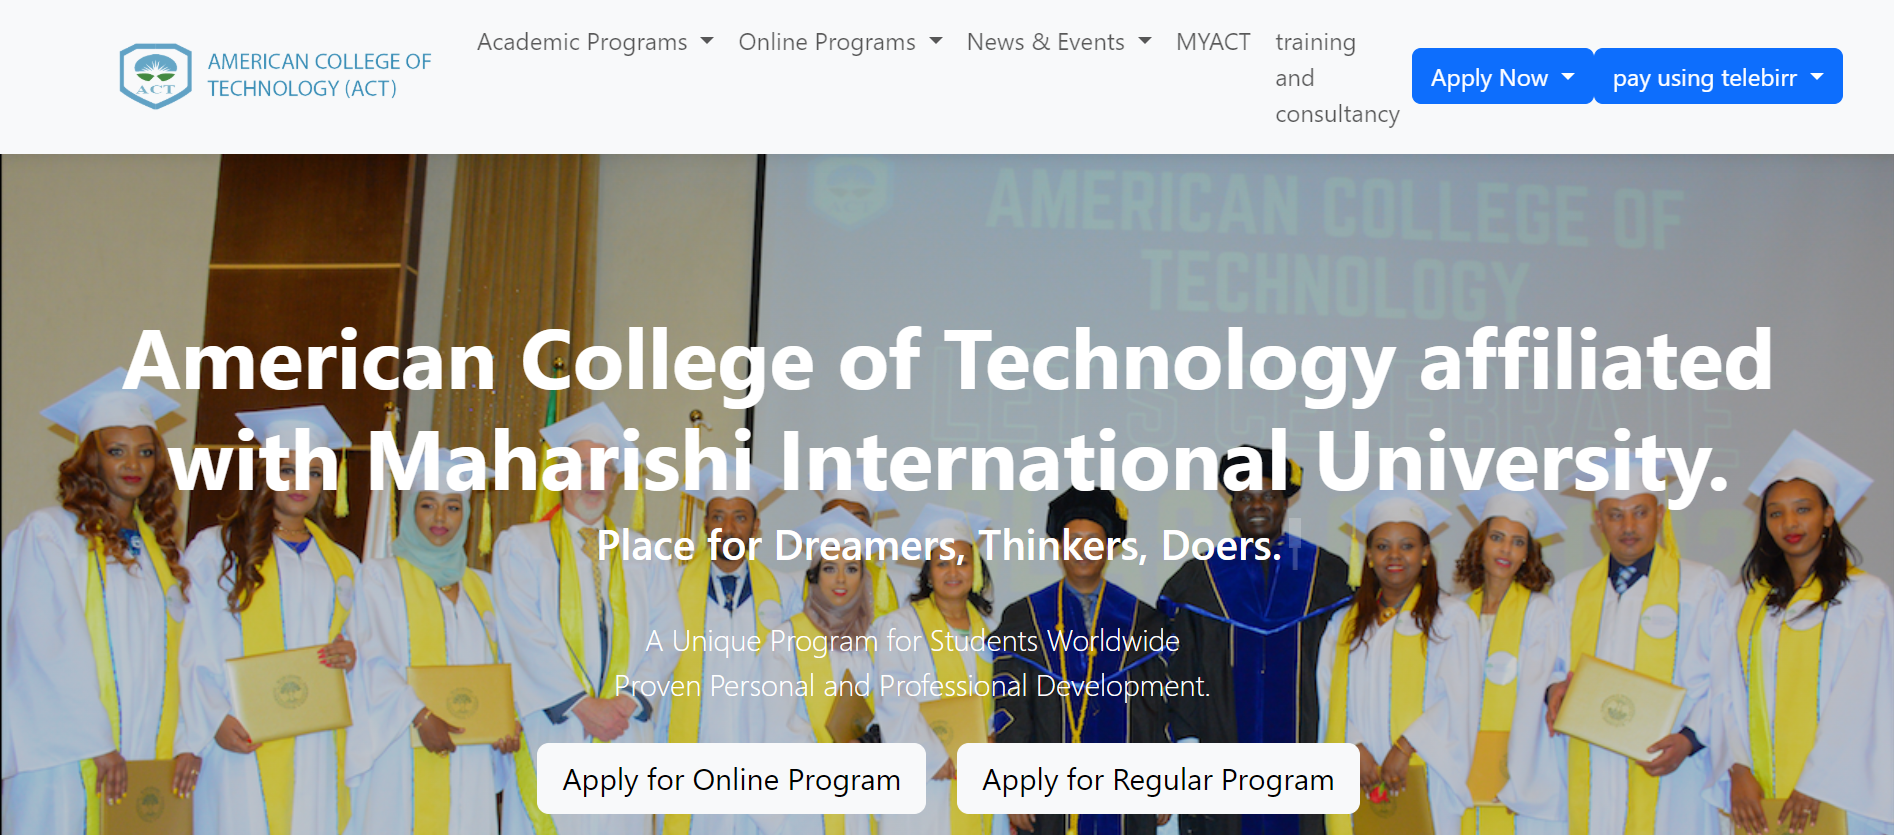 ACT
AMERICAN COLLEGE OF
TECHNOLOGY (ACT)
Academic Programs
Online Programs
News & Events
MYACT
training
and
consultancy
Apply Now
pay using telebirr
AMERICAN COLLEGE OF
TECHNOLOGY
LET'S CELEBRATE
American College of Technology affiliated
with Maharishi International University.
Place for Dreamers, Thinkers, Doers.
A Unique Program for Students Worldwide
Proven Personal and Professional Development.
Apply for Online Program
Apply for Regular Program